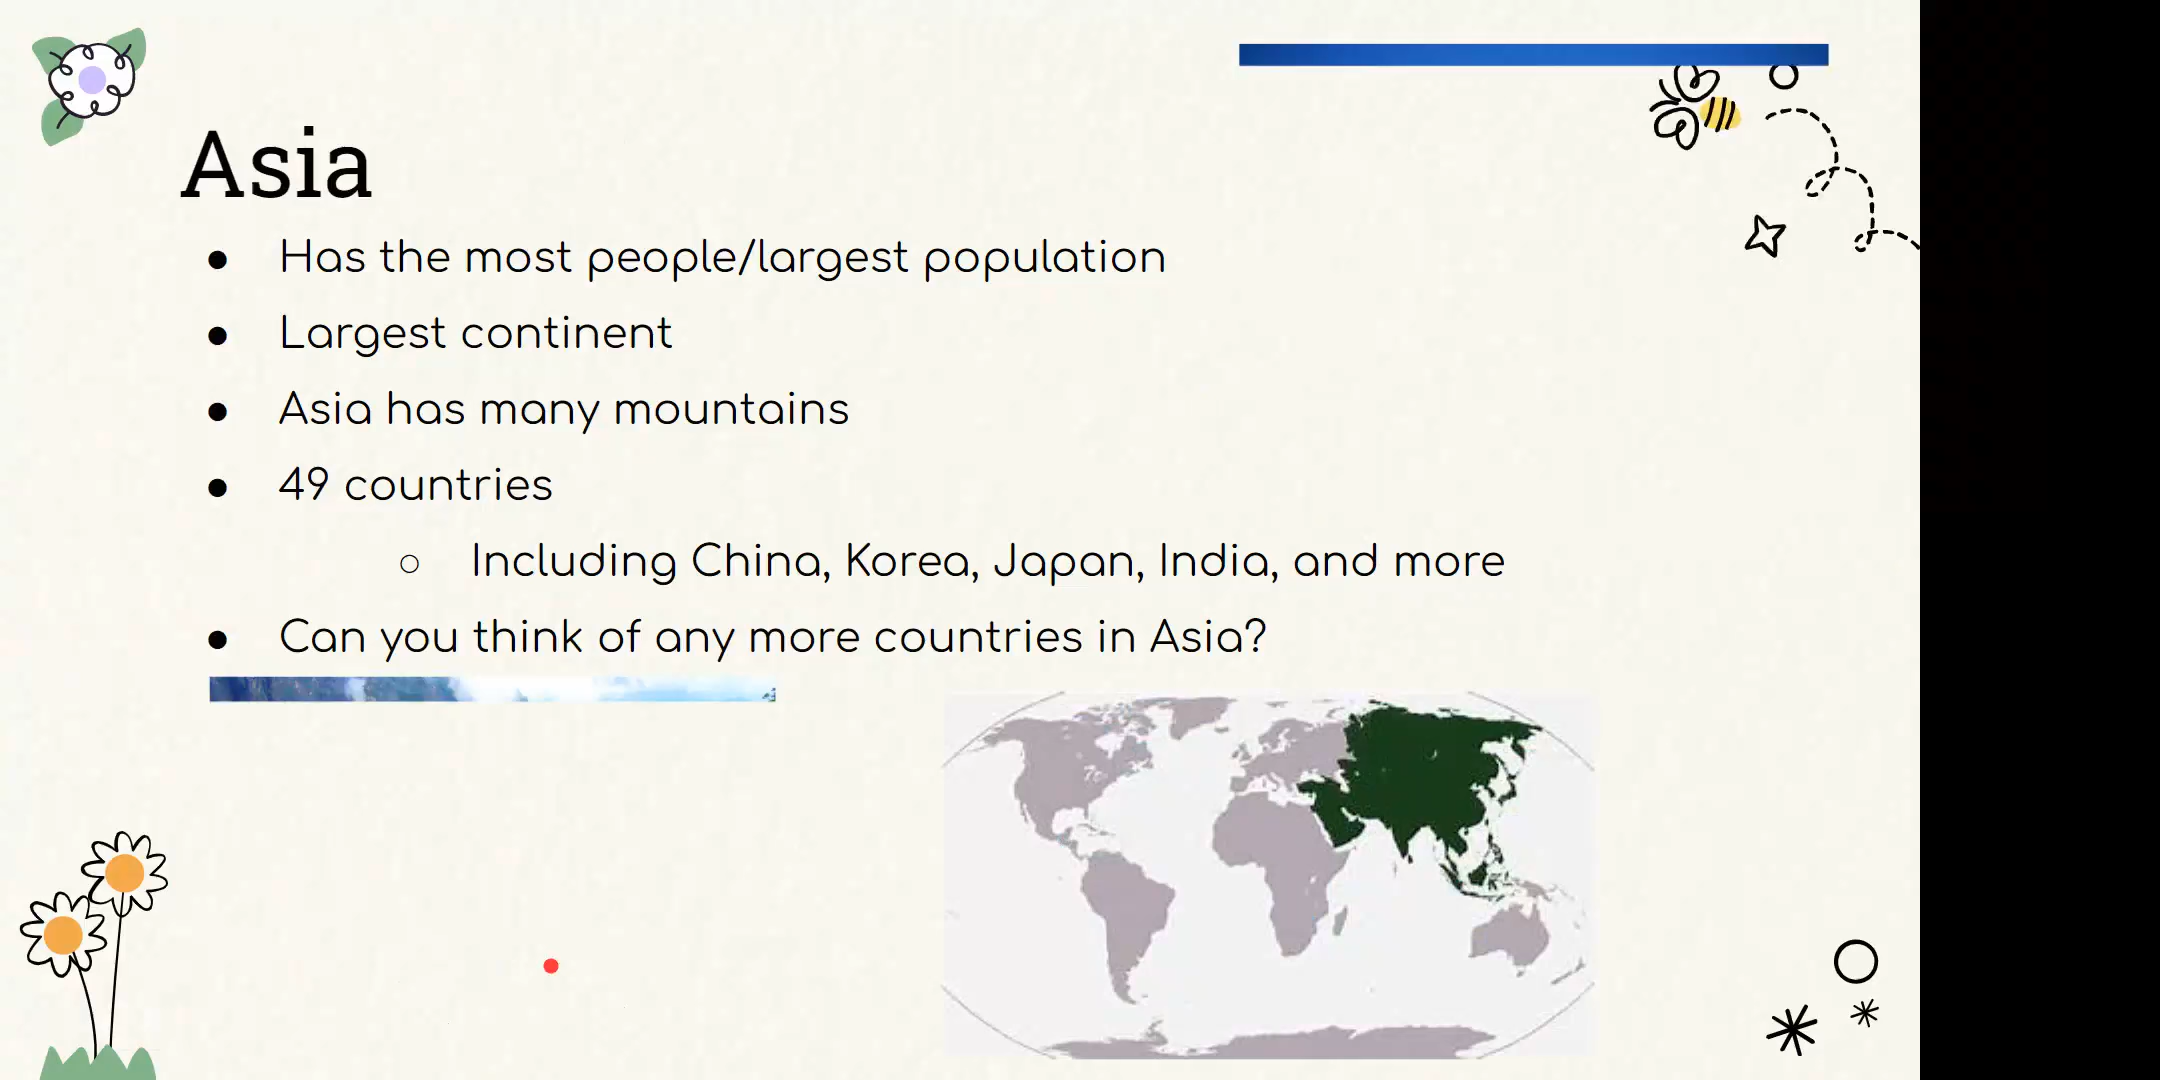 Asia
● Has the most people/largest population
● Largest continent
● Asia has many mountains
● 49 countries
○ Including China, Korea, Japan, India, and more
● Can you think of any more countries in Asia?